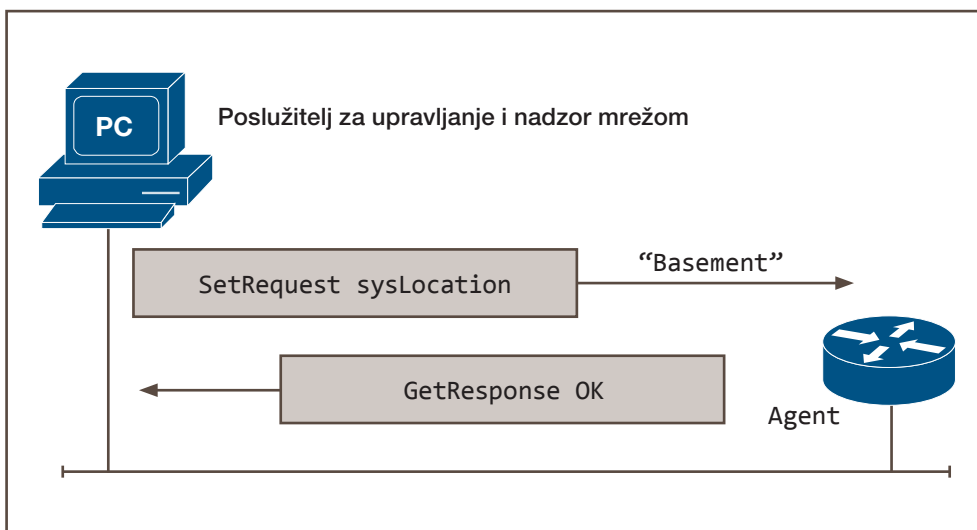 PC
Poslužitelj za upravljanje i nadzor mrežom
SetRequest sysLocation
“Basement”
GetResponse OK
Agent